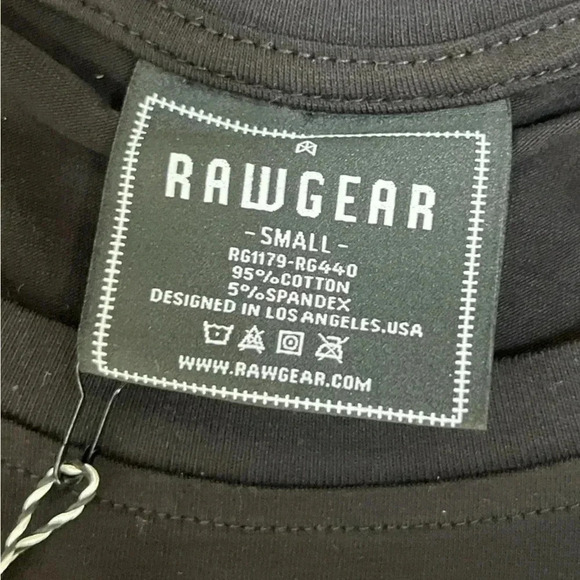 RAWGEAR
- SMALL -
RG1179-RG440
95%COTTON
5%SPANDEX
DESIGNED IN LOS ANGELES.USA
WWW.RAWGEAR.COM